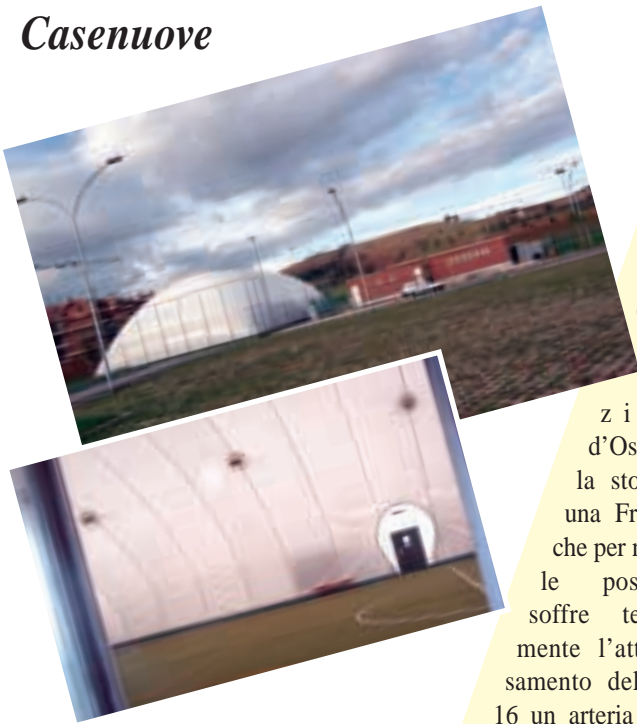 Casenuove
z i
d’Os
la sto
una Fr
che per r
le pos
soffre te
mente l’att
samento del
16 un arteria